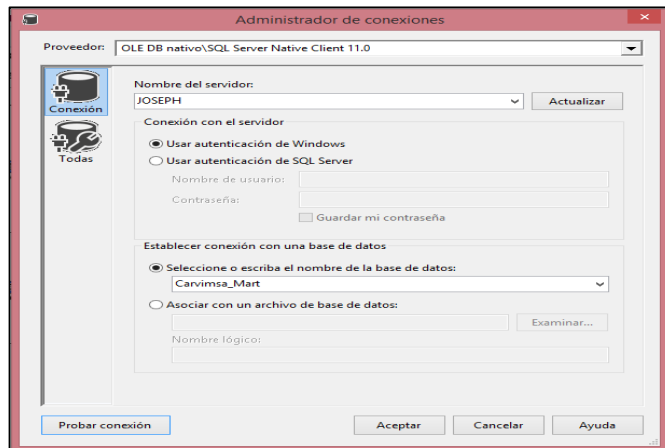 Administrador de conexiones
Proveedor: OLE DB nativo\SQL Server Native Client 11.0
Conexión
Todas
Nombre del servidor:
JOSEPH Actualizar
Conexión con el servidor
Usar autenticación de Windows
Usar autenticación de SQL Server
Nombre de usuario:
Contraseña:
Guardar mi contraseña
Establecer conexión con una base de datos
Seleccione o escriba el nombre de la base de datos:
Carvimsa_Mart
Asociar con un archivo de base de datos:
Examinar...
Nombre lógico:
Probar conexión Aceptar Cancelar Ayuda